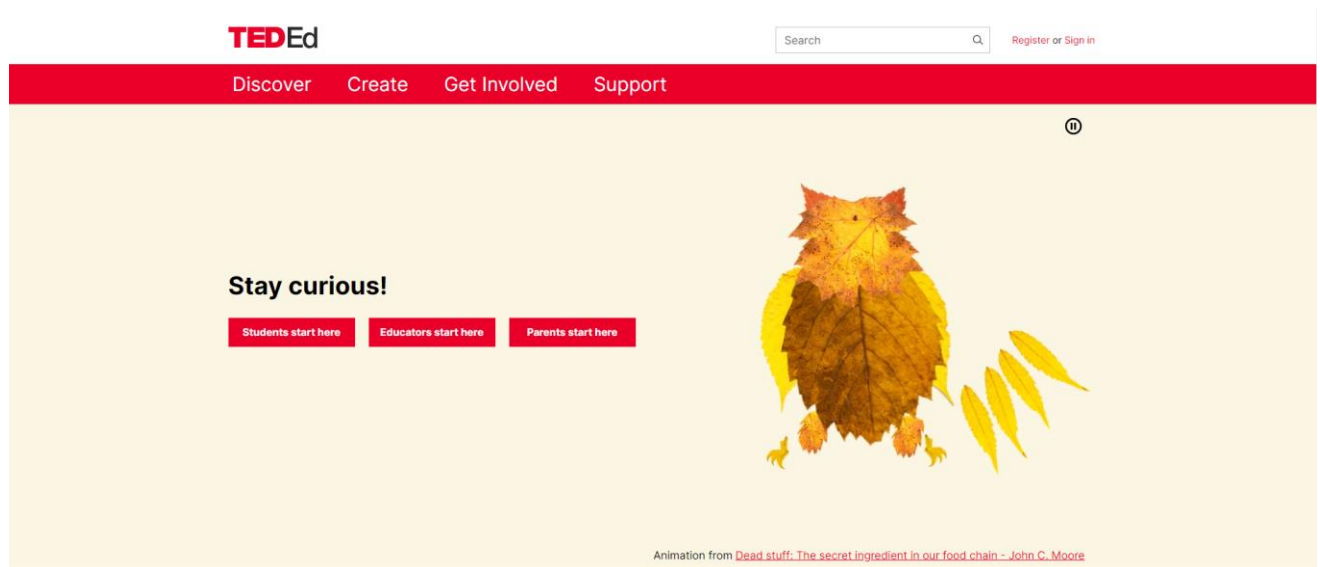 TEDEd
Search
Register or Sign in
Discover Create Get Involved Support
Stay curious!
Students start here Educators start here Parents start here
Animation from Dead stuff: The secret ingredient in our food chain - John C. Moore